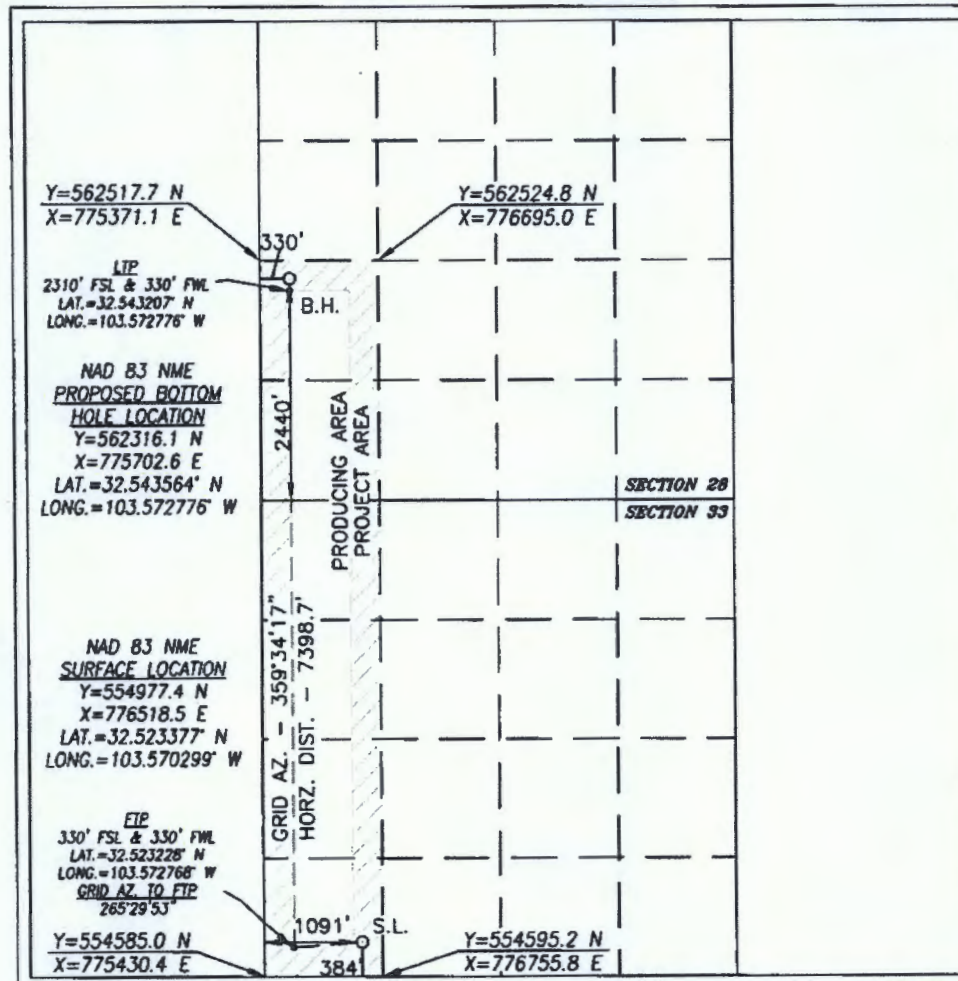 Y=562517.7 N
X=775371.1 E
Y=562524.8 N
X=776695.0 E
330'
LTP
2310' FSL & 330' FWL
LAT.=32.543207° N
LONG.=103.572776° W
B.H.
NAD 83 NME
PROPOSED BOTTOM
HOLE LOCATION
Y=562316.1 N
X=775702.6 E
LAT.=32.543564° N
LONG.=103.572776° W
2440'
PRODUCING AREA
PROJECT AREA
SECTION 28
SECTION 33
GRID AZ. - 359°34'17"
HORZ. DIST. - 7398.7'
NAD 83 NME
SURFACE LOCATION
Y=554977.4 N
X=776518.5 E
LAT.=32.523377° N
LONG.=103.570299° W
FTP
330' FSL & 330' FWL
LAT.=32.523228° N
LONG.=103.572768° W
GRID AZ. TO FTP
265°29'53"
1091'
S.L.
384'
Y=554585.0 N
X=775430.4 E
Y=554595.2 N
X=776755.8 E